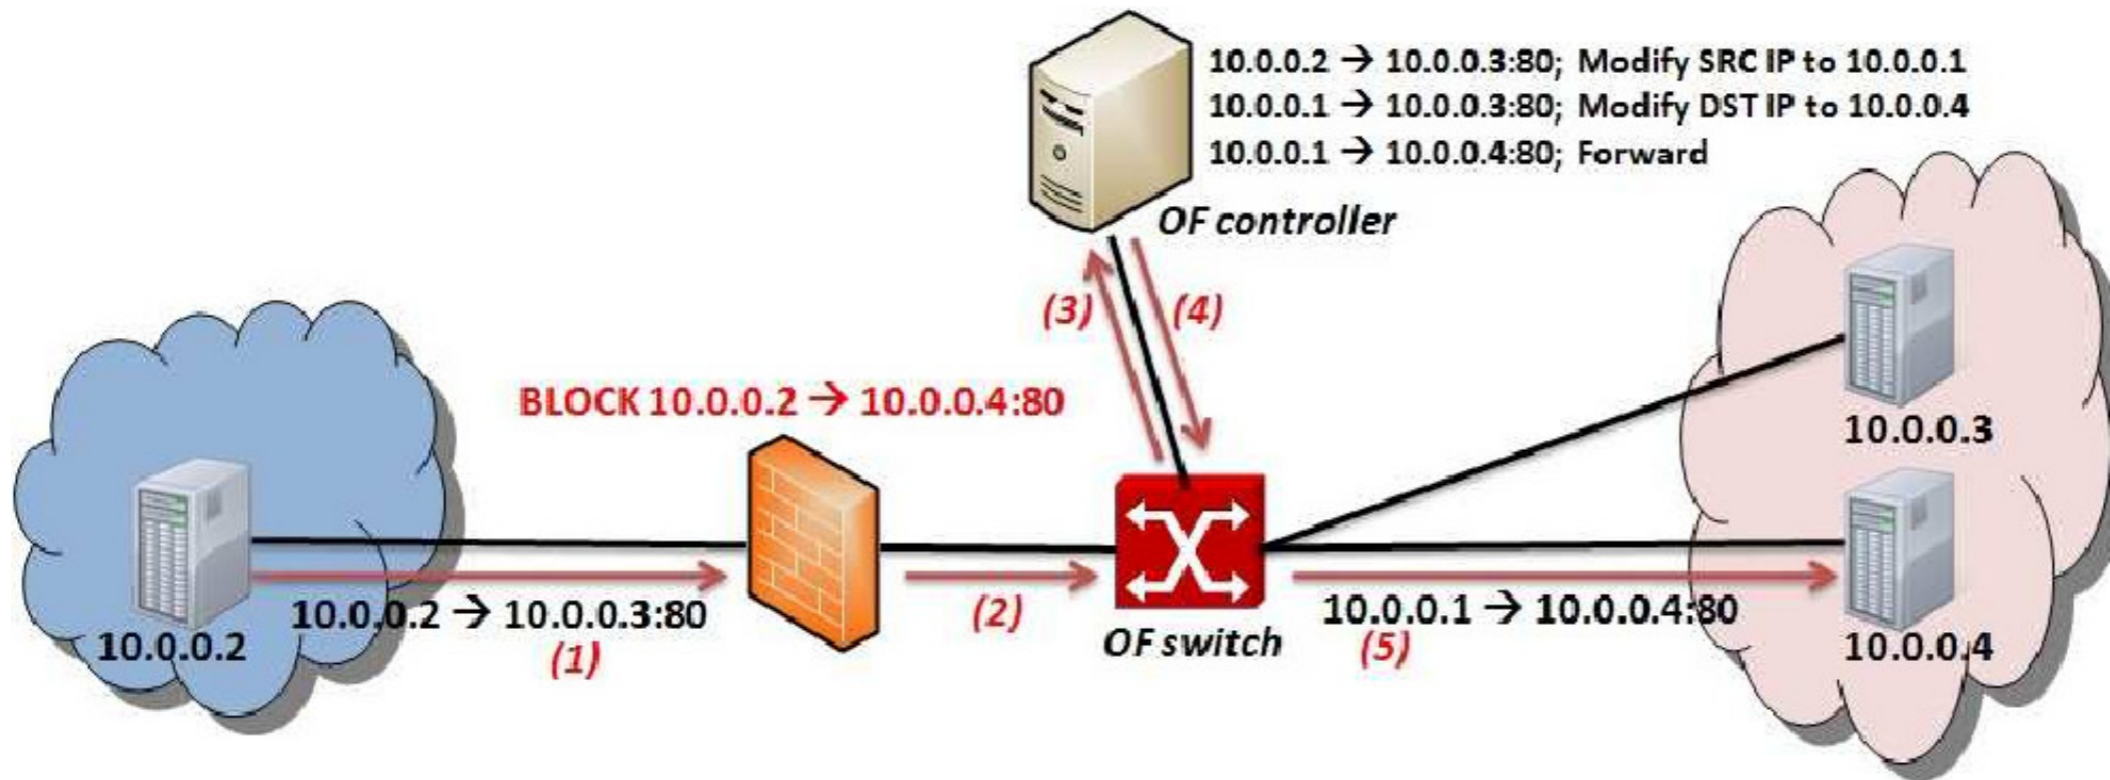 10.0.0.2 → 10.0.0.3:80; Modify SRC IP to 10.0.0.1
10.0.0.1 → 10.0.0.3:80; Modify DST IP to 10.0.0.4
10.0.0.1 → 10.0.0.4:80; Forward
OF controller
(3)
(4)
BLOCK 10.0.0.2 → 10.0.0.4:80
10.0.0.3
10.0.0.2 → 10.0.0.3:80
(1)
10.0.0.2
(2)
OF switch
10.0.0.1 → 10.0.0.4:80
(5)
10.0.0.4